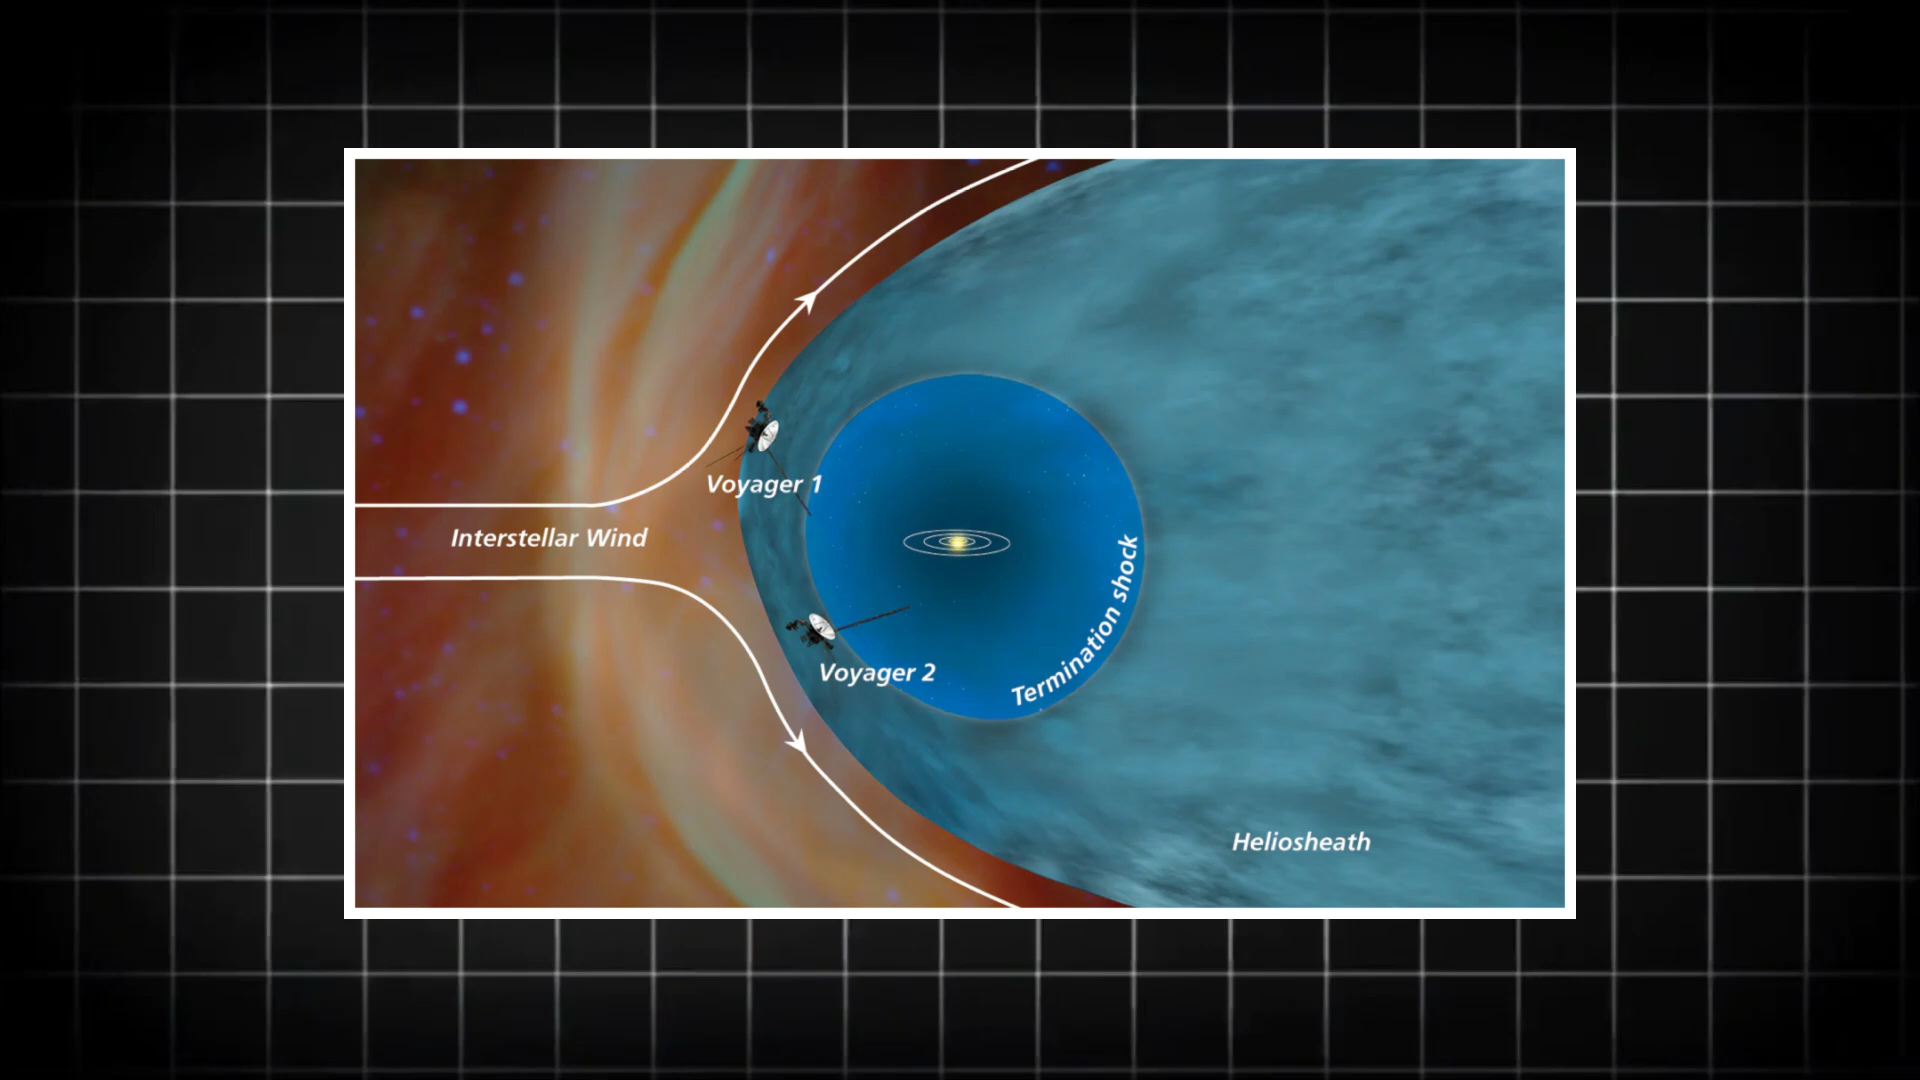 Voyager 1
Interstellar Wind
Termination shock
Voyager 2
Heliosheath